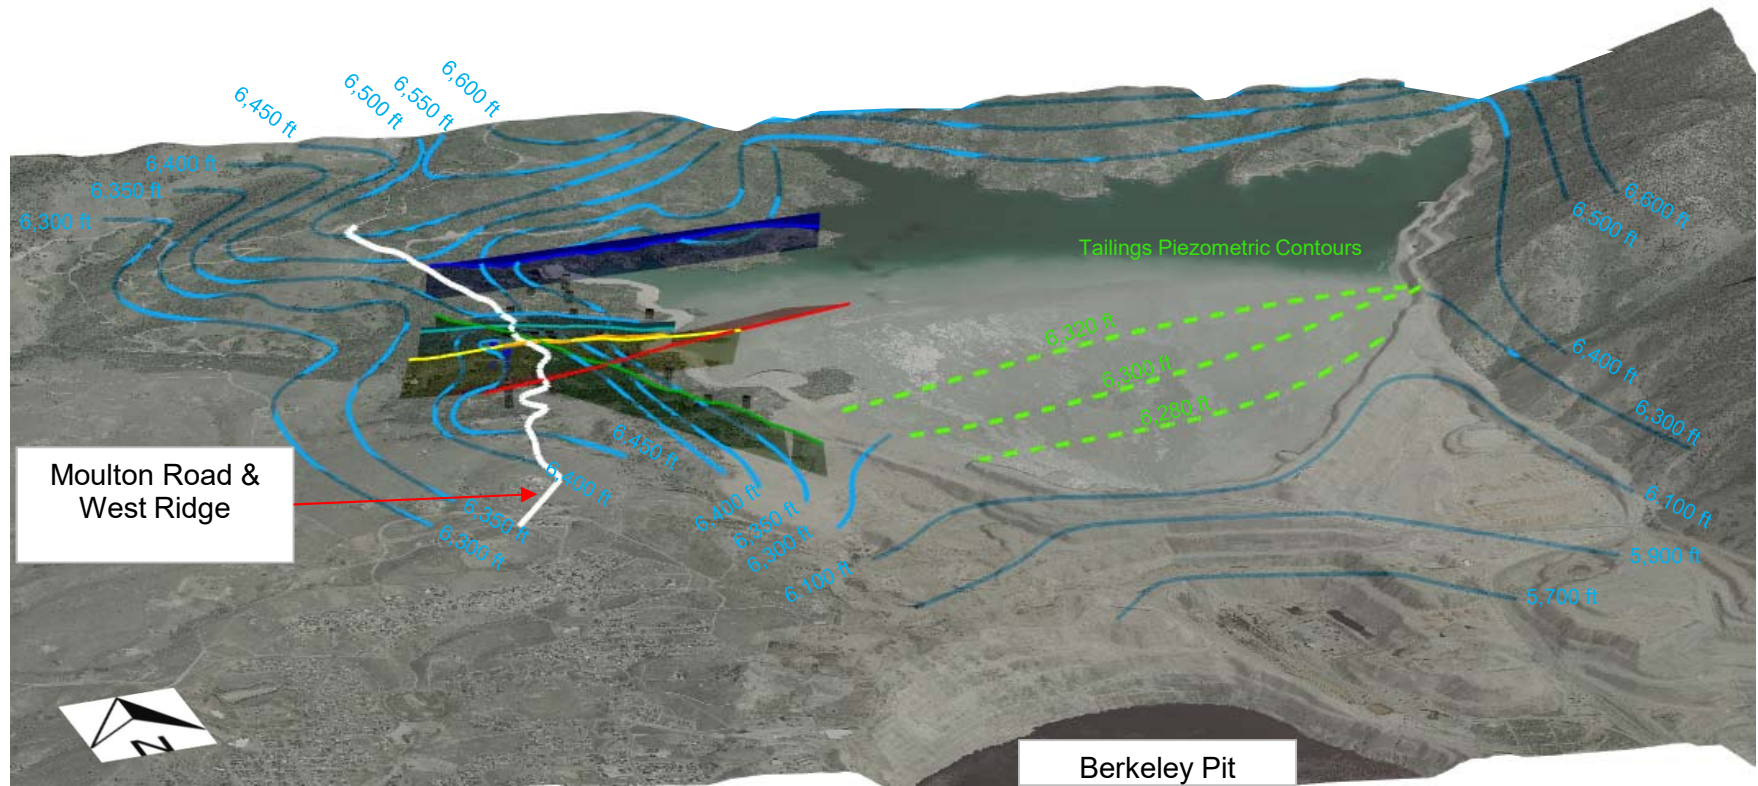 6,600 ft
6,550 ft
6,500 ft
6,450 ft
6,400 ft
6,350 ft
6,300 ft
6,600 ft
6,500 ft
Tailings Piezometric Contours
6,320 ft
6,300 ft
6,280 ft
6,400 ft
6,300 ft
6,450 ft
Moulton Road &
West Ridge
6,400 ft
6,350 ft
6,300 ft
6,400 ft
6,350 ft
6,300 ft
6.100 ft
6,100 ft
5,900 ft
5,700 ft
N
Berkeley Pit